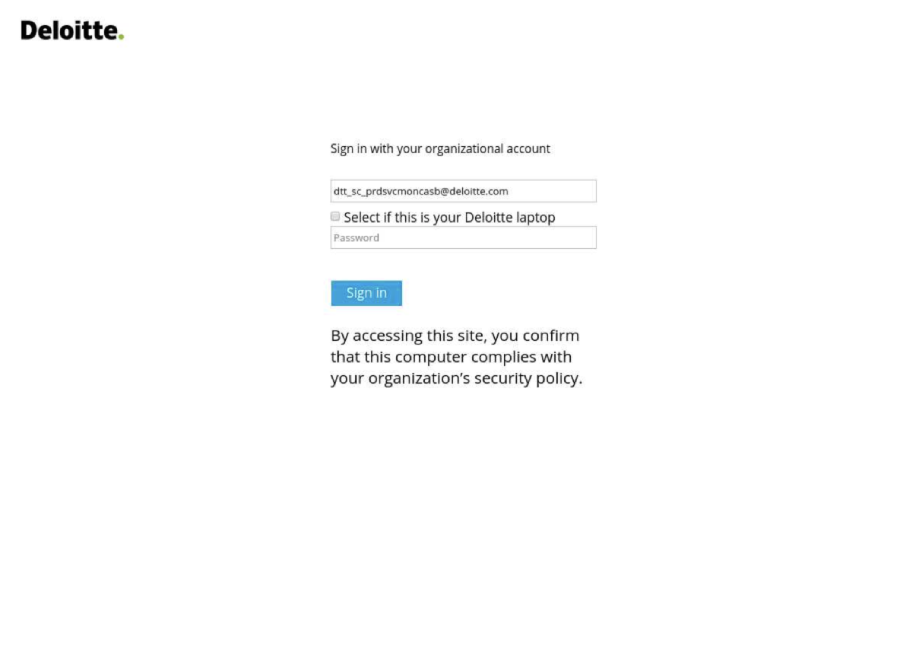 Deloitte.
Sign in with your organizational account
dtt_sc_prdsvcmoncasb@deloitte.com
Select if this is your Deloitte laptop
Password
Sign in
By accessing this site, you confirm
that this computer complies with
your organization's security policy.